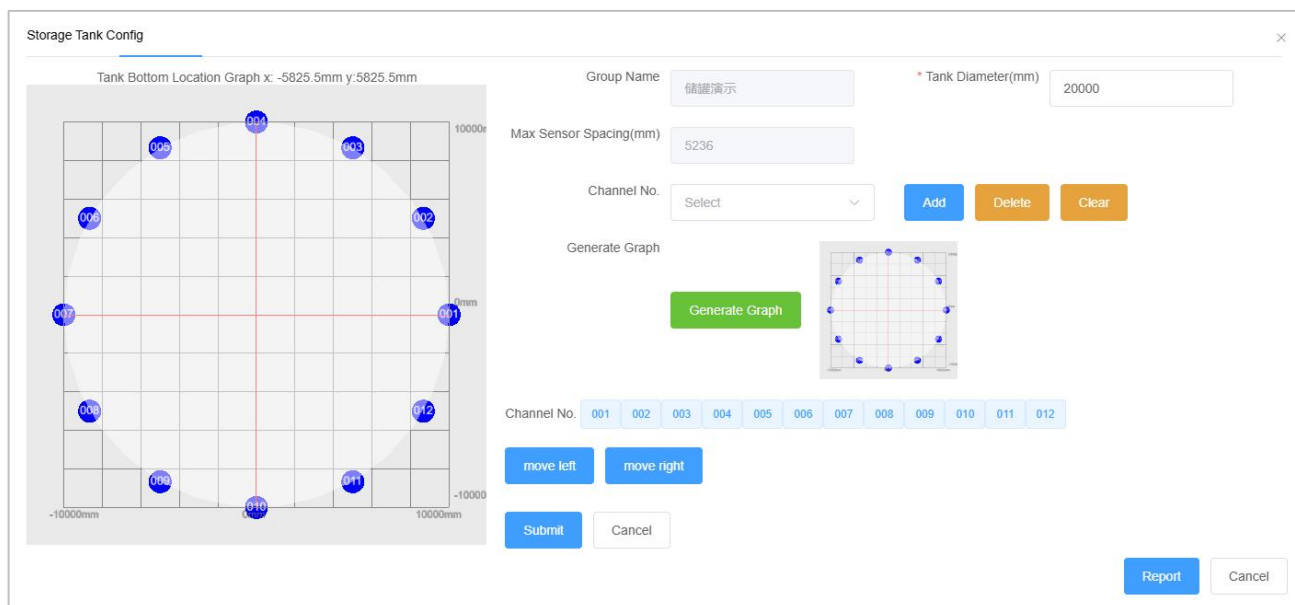 Storage Tank Config
×
Tank Bottom Location Graph x: -5825.5mm y:5825.5mm
004
10000m
005
003
006
002
0mm
007
001
008
012
009
011
010
-10000
-10000mm
0mm
10000mm
Group Name
储罐演示
* Tank Diameter(mm)
20000
Max Sensor Spacing(mm)
5236
Channel No.
Select
Add
Delete
Clear
Generate Graph
Generate Graph
Channel No. 001 002 003 004 005 006 007 008 009 010 011 012
move left
move right
Submit
Cancel
Report
Cancel